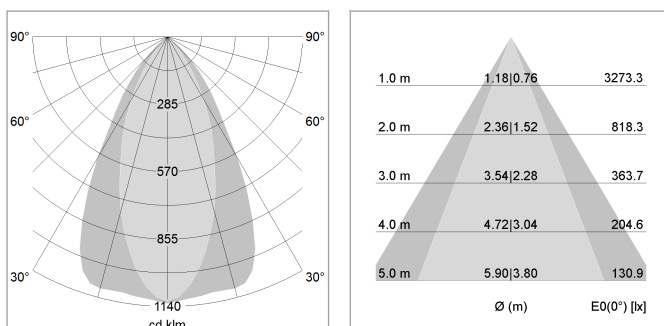 90° 90°
60° 285 60°
570
855
30° 30°
1140
cd klm
1.0 m 1.18|0.76 3273.3
2.0 m 2.36|1.52 818.3
3.0 m 3.54|2.28 363.7
4.0 m 4.72|3.04 204.6
5.0 m 5.90|3.80 130.9
Ø (m) E0(0°) [lx]